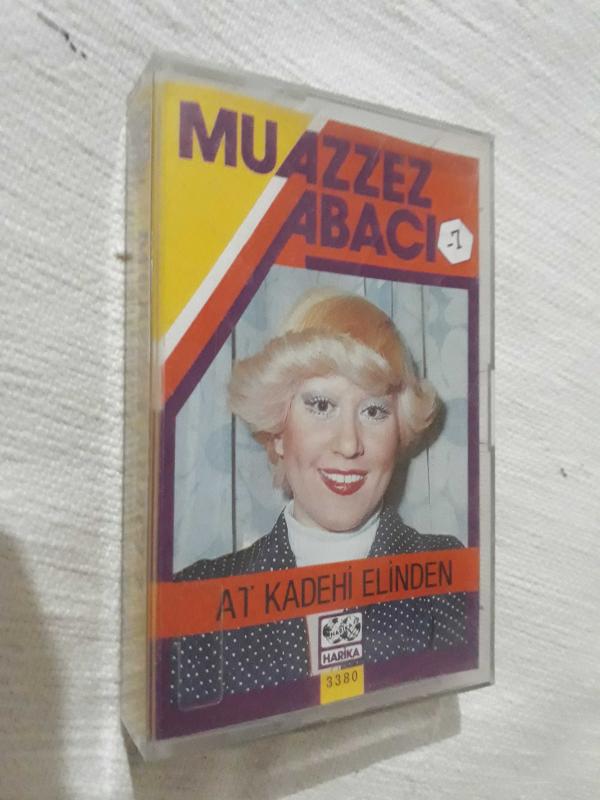 MUAZZEZ
ABACI
-7
AT KADEHİ ELİNDEN
HARİKA
3380